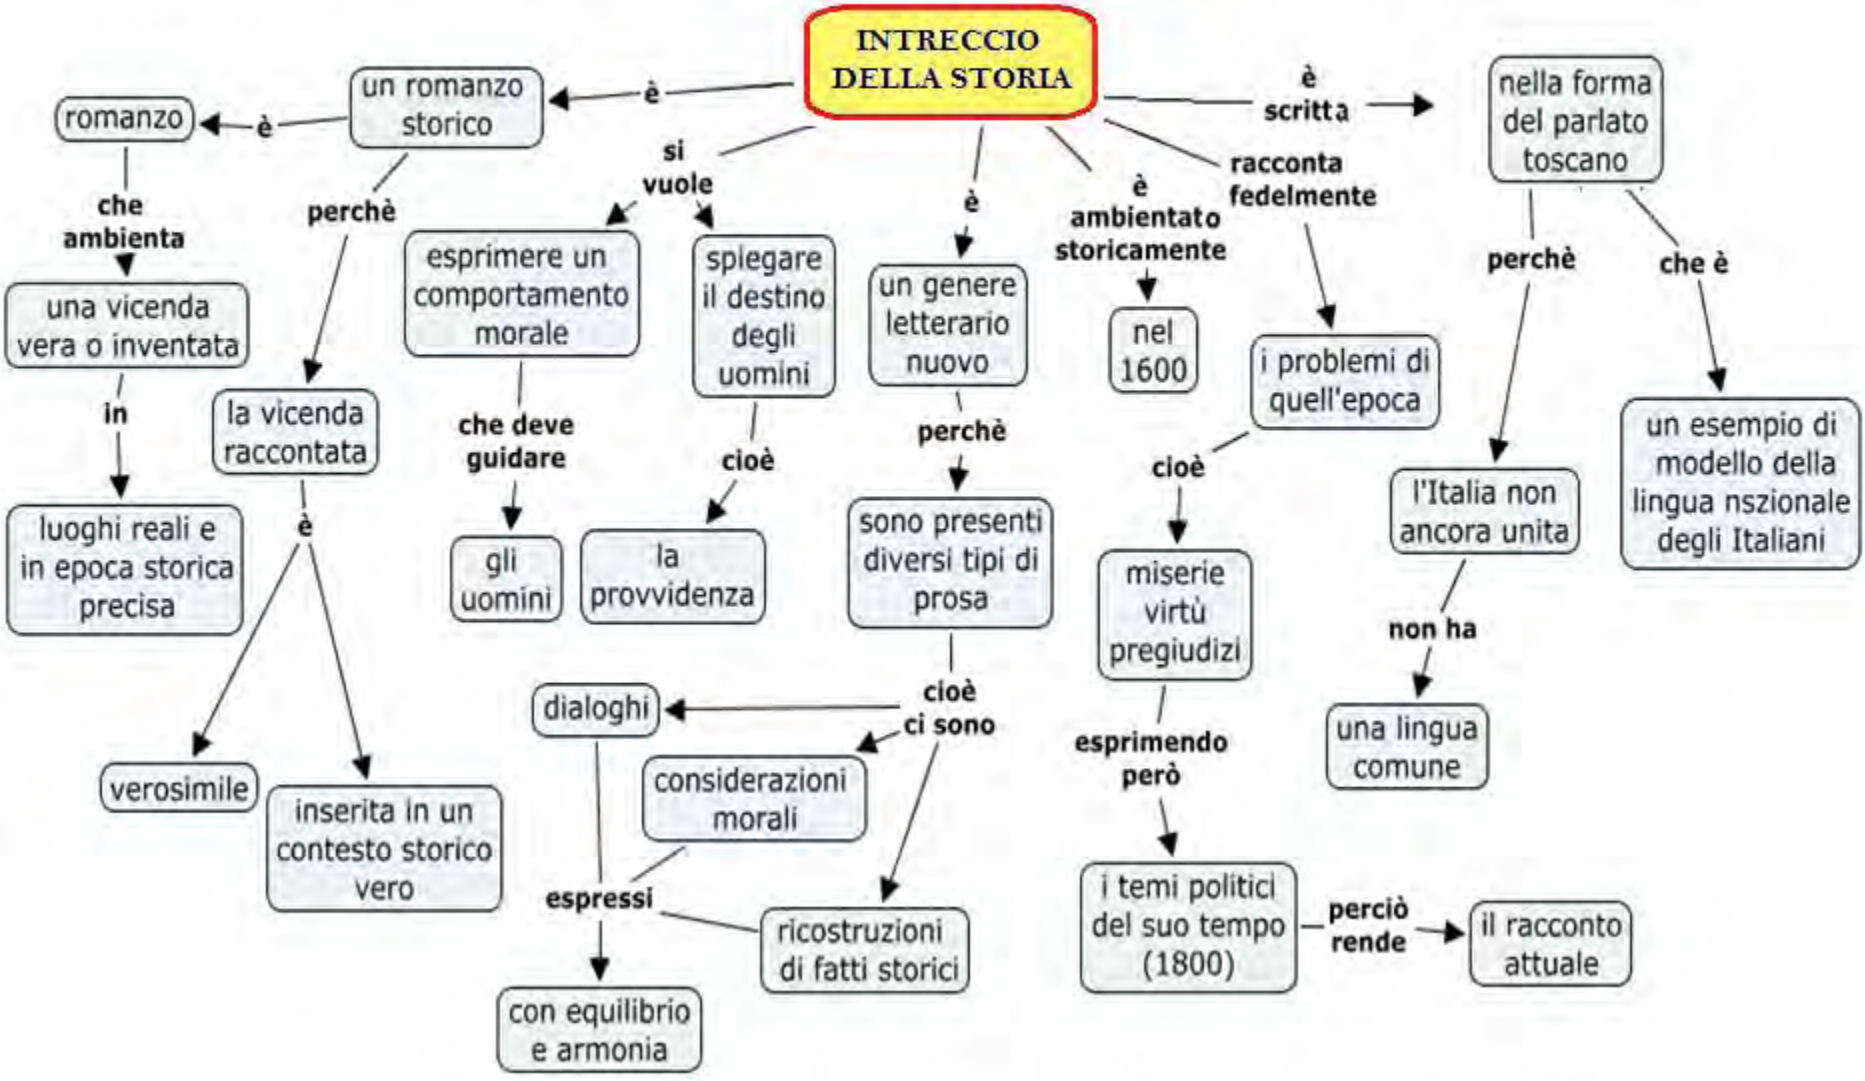 INTRECCIO
DELLA STORIA
è
un romanzo
storico
è
romanzo
che
ambienta
una vicenda
vera o inventata
in
luoghi reali e
in epoca storica
precisa
perchè
la vicenda
raccontata
è
verosimile
inserita in un
contesto storico
vero
si
vuole
esprimere un
comportamento
morale
che deve
guidare
gli
uomini
spiegare
il destino
degli
uomini
cioè
la
provvidenza
è
un genere
letterario
nuovo
perchè
sono presenti
diversi tipi di
prosa
cioè
ci sono
dialoghi
considerazioni
morali
ricostruzioni
di fatti storici
espressi
con equilibrio
e armonia
è
ambientato
storicamente
nel
1600
racconta
fedelmente
i problemi di
quell'epoca
cioè
miserie
virtù
pregiudizi
esprimendo
però
i temi politici
del suo tempo
(1800)
perciò
rende
il racconto
attuale
è
scritta
nella forma
del parlato
toscano
perchè
l'Italia non
ancora unita
non ha
una lingua
comune
che è
un esempio di
modello della
lingua nszionale
degli Italiani